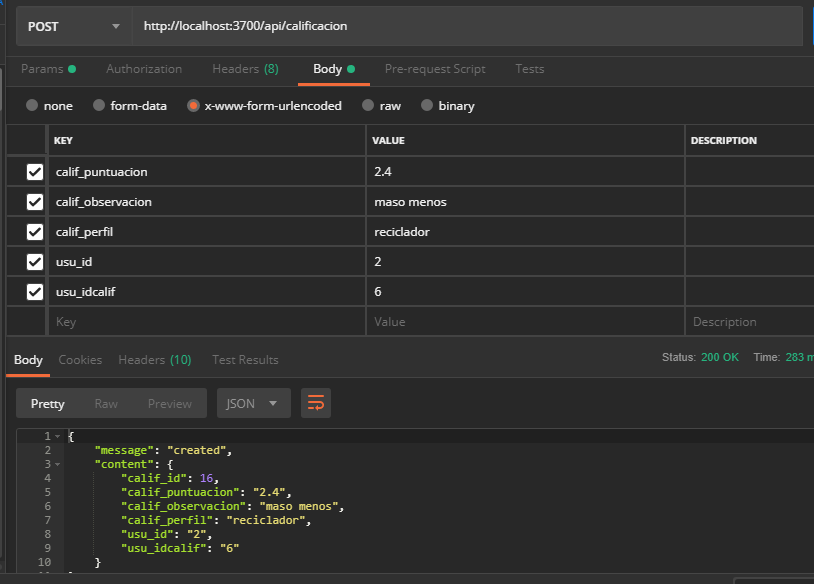 POST http://localhost:3700/api/calificacion
Params Authorization Headers (8) Body Pre-request Script Tests
none form-data x-www-form-urlencoded raw binary
KEY VALUE DESCRIPTION
calif_puntuacion 2.4
calif_observacion maso menos
calif_perfil reciclador
usu_id 2
usu_idcalif 6
Key Value Description
Body Cookies Headers (10) Test Results Status: 200 OK Time: 283 m
Pretty Raw Preview JSON
1 {
2 "message": "created",
3 "content": {
4 "calif_id": 16,
5 "calif_puntuacion": "2.4",
6 "calif_observacion": "maso menos",
7 "calif_perfil": "reciclador",
8 "usu_id": "2",
9 "usu_idcalif": "6"
10 }